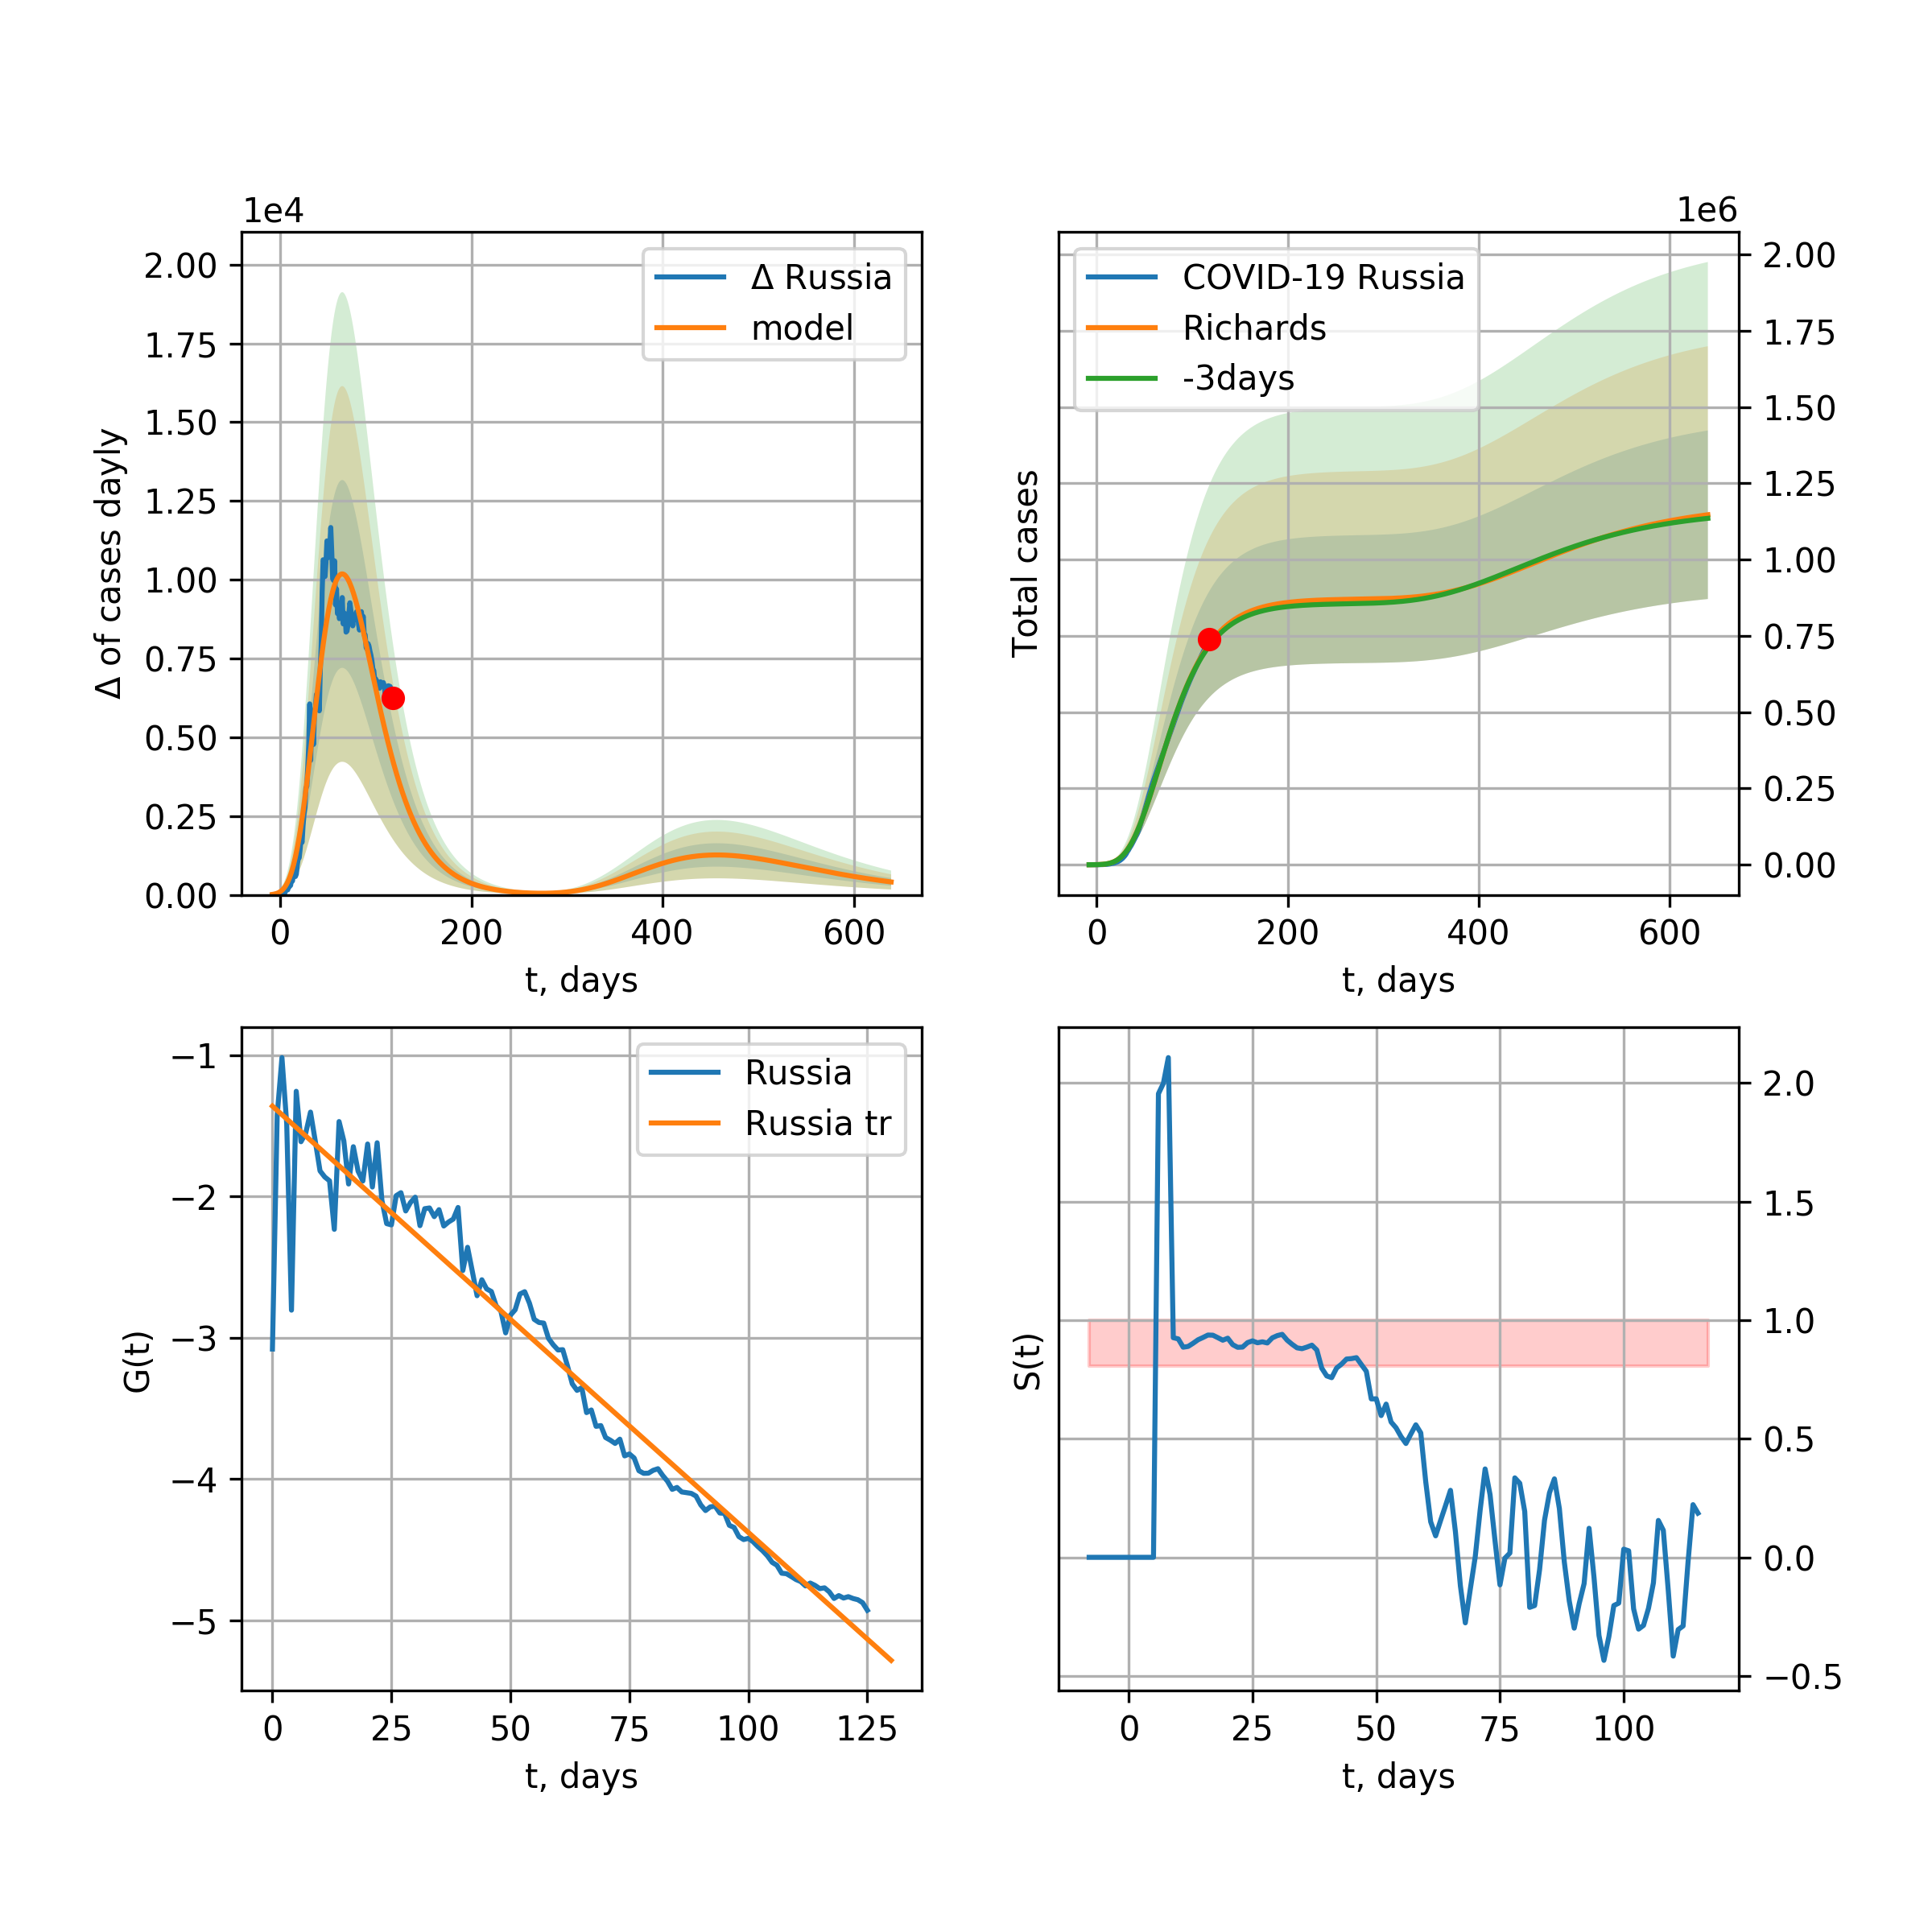 1e4
2.00
1.75
1.50
1.25
1.00
0.75
0.50
0.25
0.00
Δ of cases dayly
Δ Russia
model
0 200 400 600
t, days
1e6
2.00
1.75
1.50
1.25
1.00
0.75
0.50
0.25
0.00
Total cases
COVID-19 Russia
Richards
-3days
0 200 400 600
t, days
−1
−2
−3
−4
−5
G(t)
Russia
Russia tr
0 25 50 75 100 125
t, days
2.0
1.5
1.0
0.5
0.0
−0.5
S(t)
0 25 50 75 100
t, days